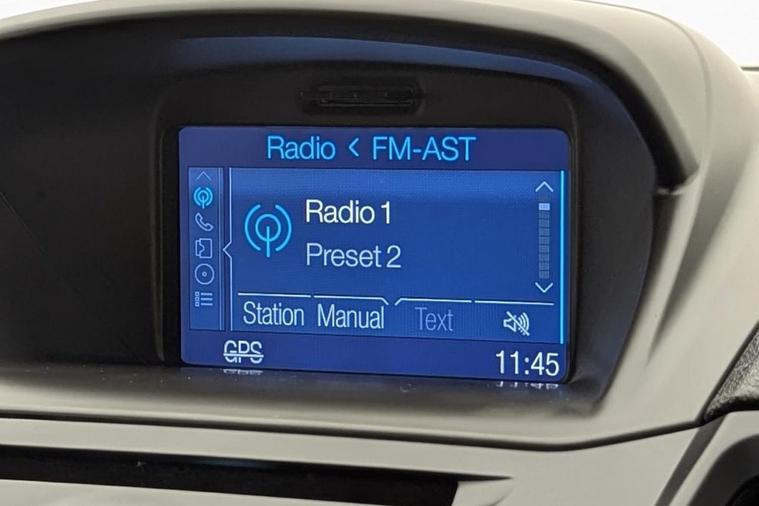 Radio < FM-AST
Radio 1
Preset 2
Station Manual Text
GPS 11:45